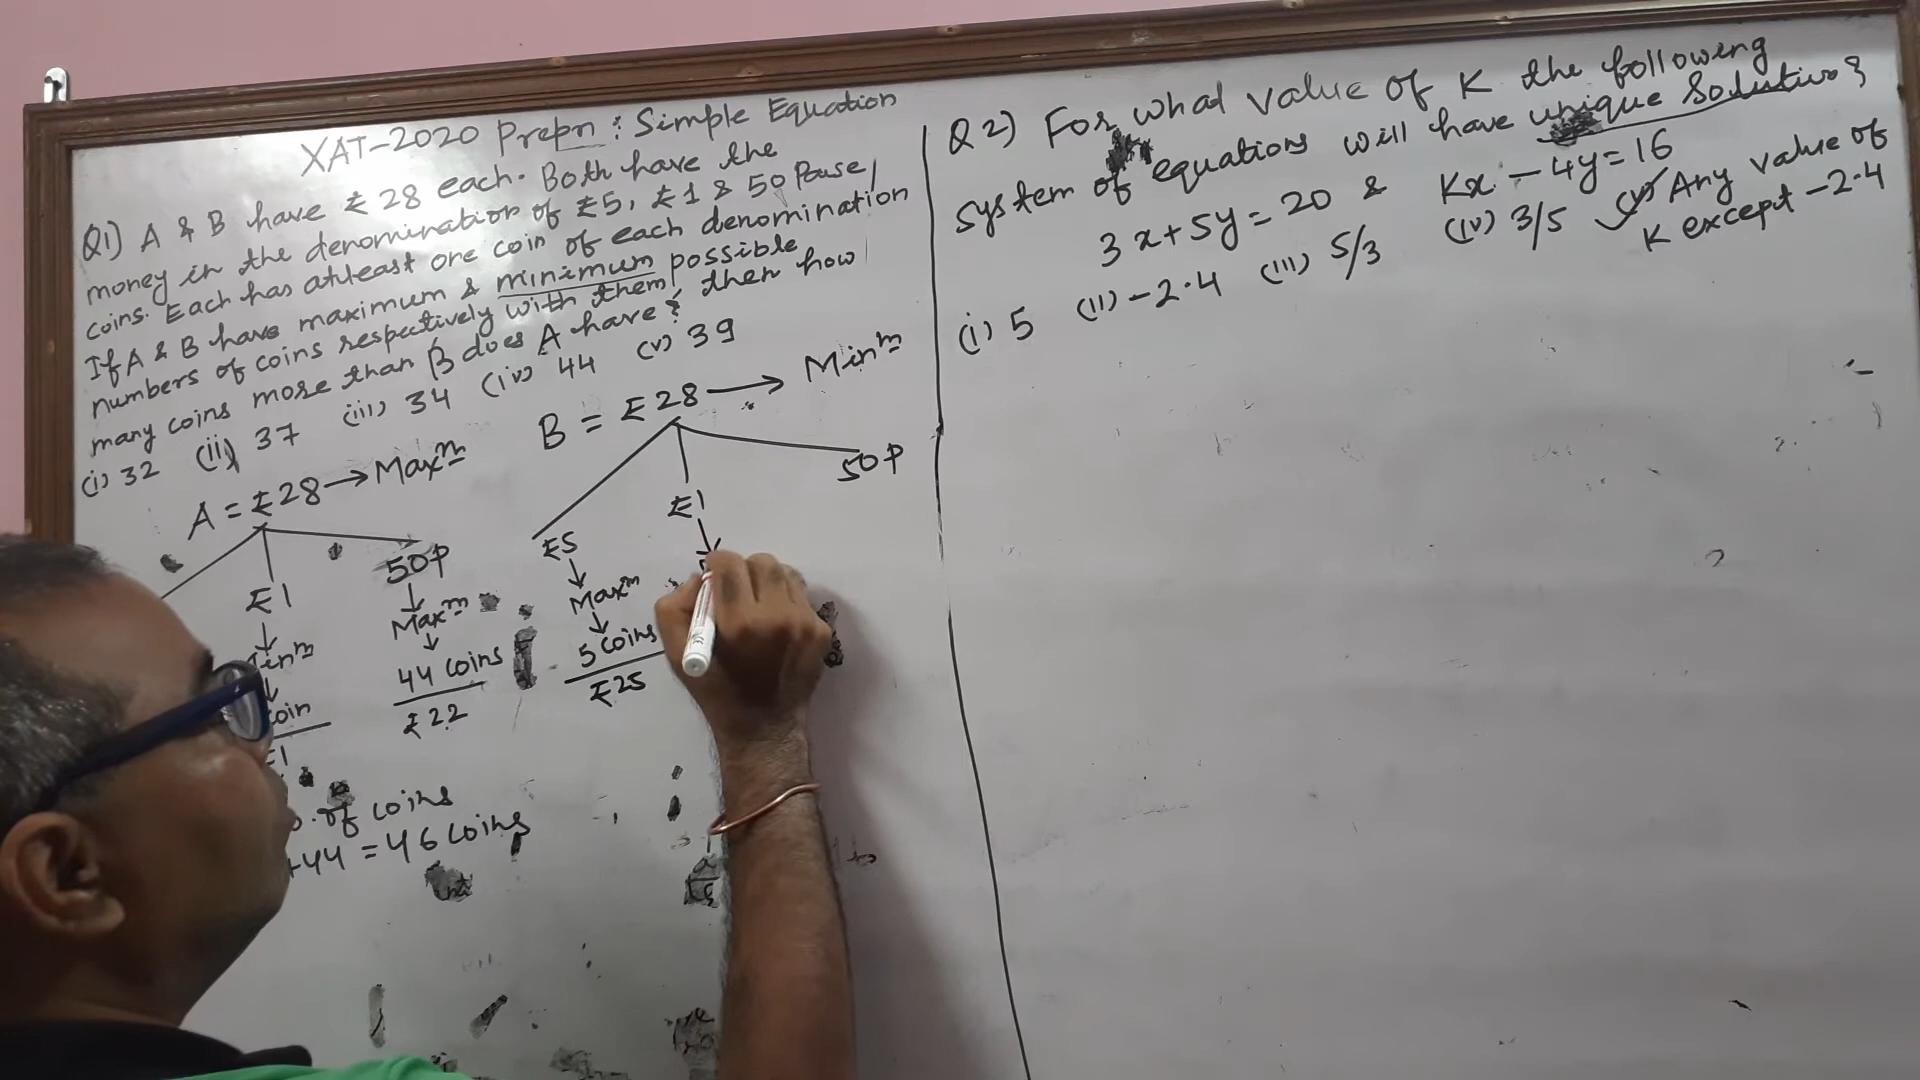 XAT-2020 Prepn : Simple Equation
Q1) A & B have ₹ 28 each. Both have the
money in the denomination of ₹5, ₹1 & 50 Paise
coins. Each has atleast one coin of each denomination
If A & B have maximum & minimum possible
numbers of coins respectively with them, then how
many coins more than B does A have?
(i) 32 (ii) 37 (iii) 34 (iv) 44 (v) 39
A = ₹28 → Maxm
₹1
50P
Maxm
44 coins
₹22
coin
of coins
+44 = 46 coins
B = ₹28 → Minm
₹5
₹1
50P
Maxm
5 coins
₹25
Q2) For what value of K the following
system of equations will have unique Solution?
3x+5y=20 & Kx-4y=16
(i) 5 (ii) -2.4 (iii) 5/3 (iv) 3/5 (v) Any value of
K except -2.4